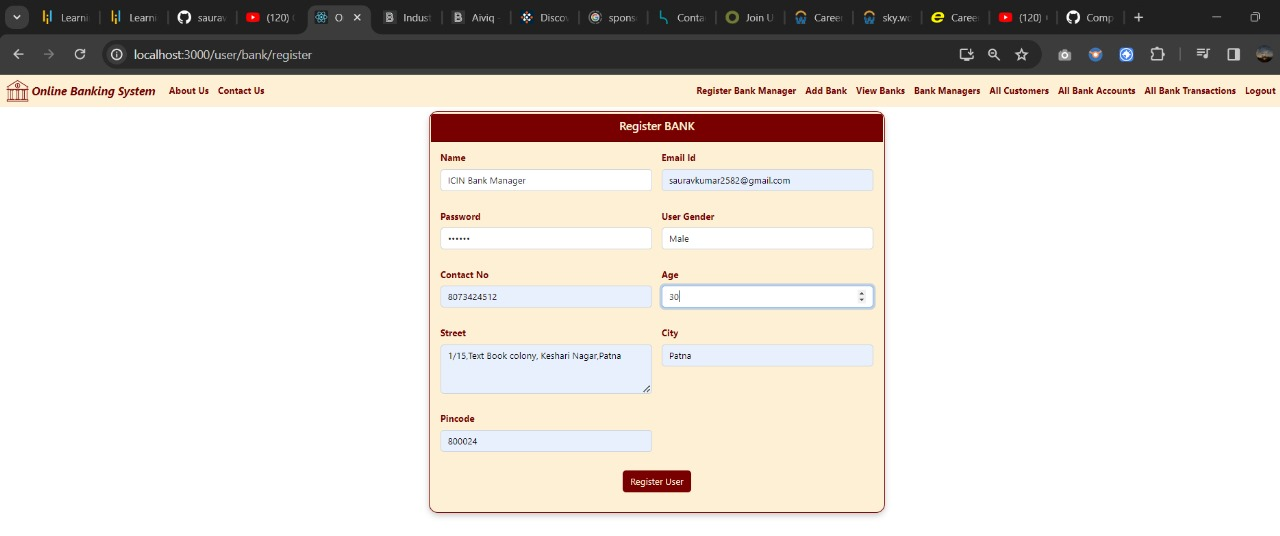 Learni
Learni
saurav
(120)
O
Indust
Aiviq -
Discov
spons
Conta
Join U
Career
sky.wo
Career
(120)
Comp
localhost:3000/user/bank/register
Online Banking System About Us Contact Us Register Bank Manager Add Bank View Banks Bank Managers All Customers All Bank Accounts All Bank Transactions Logout
Register BANK
Name Email Id
ICIN Bank Manager sauravkumar2582@gmail.com
Password User Gender
•••••• Male
Contact No Age
8073424512 30
Street City
1/15,Text Book colony, Keshari Nagar,Patna Patna
Pincode
800024
Register User